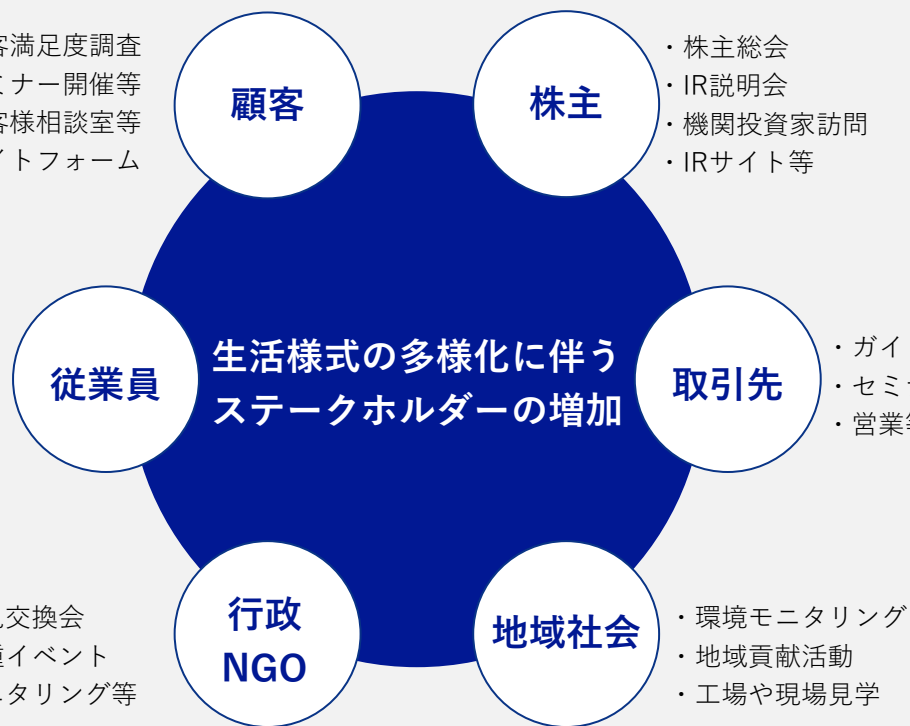 客満足度調査
ミナー開催等
客様相談室等
イトフォーム
顧客
株主
・株主総会
・IR説明会
・機関投資家訪問
・IRサイト等
従業員
生活様式の多様化に伴う
ステークホルダーの増加
取引先
・ガイ
・セミ
・営業等
交換会
イベント
ニタリング等
行政
NGO
地域社会
・環境モニタリング
・地域貢献活動
・工場や現場見学